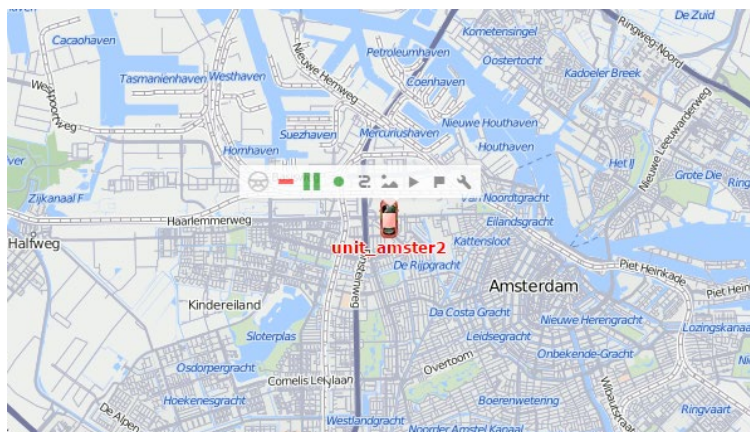 De Zuid
Kometensingel
Ringweg-Noord
Cacaohaven
Petroleumhaven
Oostertocht
Nieuwe Hemweg
Kadoeler Breek
Tasmanienhaven
Westhaven
Coenhaven
Westpoortweg
Nieuwe Leeuwarderweg
Suezhaven
Mercuriushaven
Nieuwe Houthaven
Houthaven
Hornhaven
Het IJ
Grote Die
Zijkanaal F
Van Noordtgracht
Haarlemmerweg
Eilandsgracht
Halfweg
unit_amster2
Kattensloot
De Rijpgracht
Piet Heinkade
Amsterdam
Kindereiland
Da Costa Gracht
Nieuwe Herengracht
Sloterplas
Leidsegracht
Lozingskanaa
Onbekende-Gracht
Osdorpergracht
Overtoom
Cornelis Lelylaan
Hoekenesgracht
Boerenwetering
Ringvaart
De Alpen
Westlandgracht
Noorder Amstel Kanaal